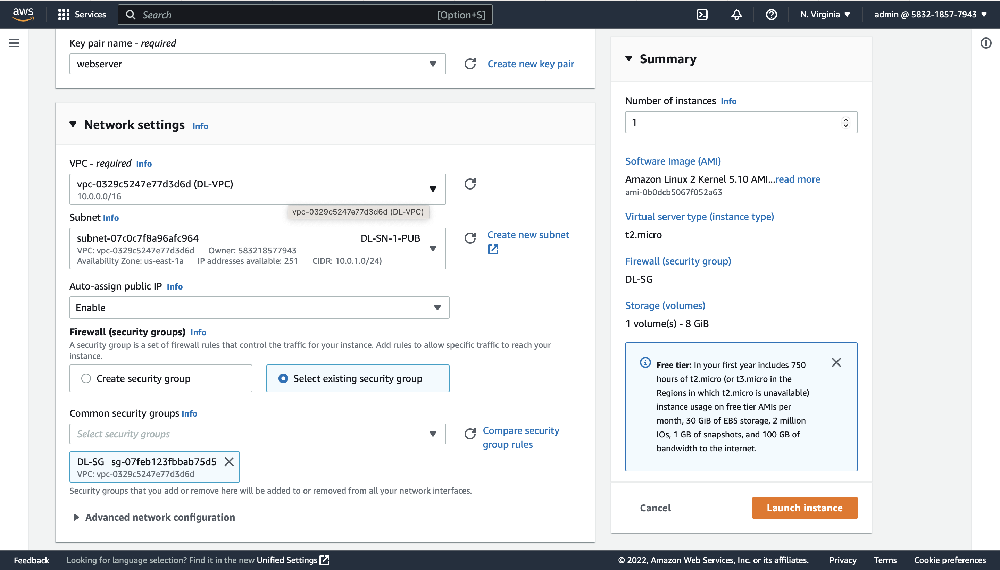 aws
Services
Search
[Option+S]
N. Virginia
admin @ 5832-1857-7943
Key pair name - required
webserver
Create new key pair
Network settings Info
VPC - required Info
vpc-0329c5247e77d3d6d (DL-VPC)
10.0.0.0/16
vpc-0329c5247e77d3d6d (DL-VPC)
Subnet Info
subnet-07c0c7f8a96afc964 DL-SN-1-PUB
VPC: vpc-0329c5247e77d3d6d Owner: 583218577943
Availability Zone: us-east-1a IP addresses available: 251 CIDR: 10.0.1.0/24)
Create new subnet
Auto-assign public IP Info
Enable
Firewall (security groups) Info
A security group is a set of firewall rules that control the traffic for your instance. Add rules to allow specific traffic to reach your
instance.
Create security group
Select existing security group
Common security groups Info
Select security groups
Compare security
group rules
DL-SG sg-07feb123fbbab75d5
VPC: vpc-0329c5247e77d3d6d
Security groups that you add or remove here will be added to or removed from all your network interfaces.
Advanced network configuration
Summary
Number of instances Info
1
Software Image (AMI)
Amazon Linux 2 Kernel 5.10 AMI...read more
ami-0b0dcb5067f052a63
Virtual server type (instance type)
t2.micro
Firewall (security group)
DL-SG
Storage (volumes)
1 volume(s) - 8 GiB
Free tier: In your first year includes 750
hours of t2.micro (or t3.micro in the
Regions in which t2.micro is unavailable)
instance usage on free tier AMIs per
month, 30 GiB of EBS storage, 2 million
IOs, 1 GB of snapshots, and 100 GB of
bandwidth to the internet.
Cancel
Launch instance
Feedback
Looking for language selection? Find it in the new Unified Settings
© 2022, Amazon Web Services, Inc. or its affiliates.
Privacy
Terms
Cookie preferences